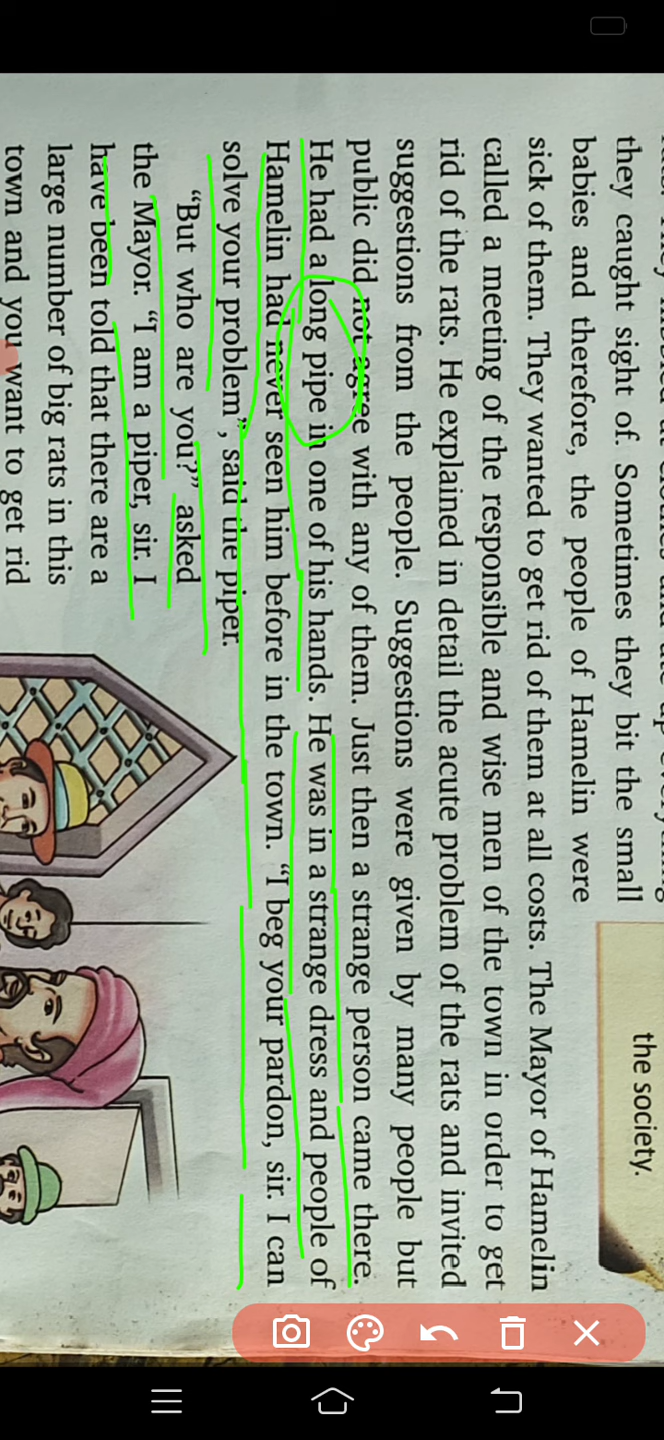 they caught sight of. Sometimes they bit the small
babies and therefore, the people of Hamelin were
sick of them. They wanted to get rid of them at all costs. The Mayor of Hamelin
called a meeting of the responsible and wise men of the town in order to get
rid of the rats. He explained in detail the acute problem of the rats and invited
suggestions from the people. Suggestions were given by many people but
public did not agree with any of them. Just then a strange person came there.
He had a long pipe in one of his hands. He was in a strange dress and people of
Hamelin had never seen him before in the town. “I beg your pardon, sir. I can
solve your problem”, said the piper.
“But who are you?” asked
the Mayor. “I am a piper, sir. I
have been told that there are a
large number of big rats in this
town and you want to get rid
the society.